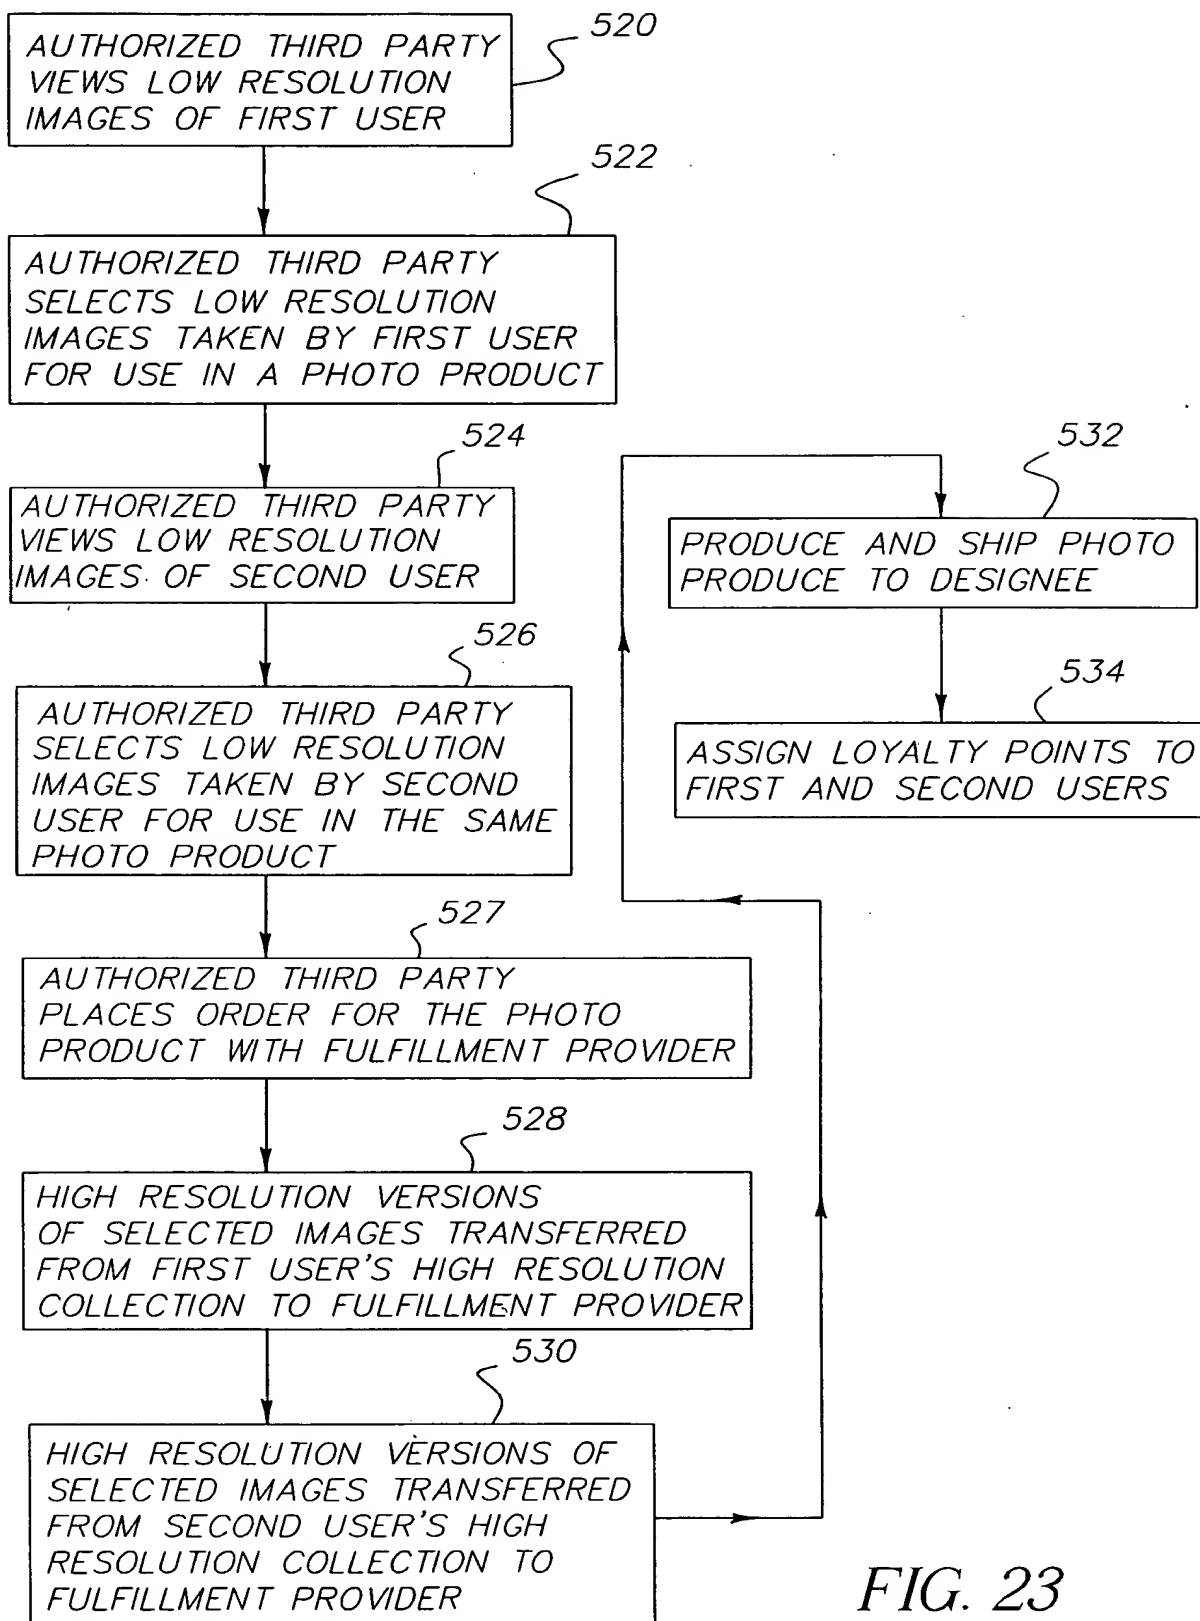 520
AUTHORIZED THIRD PARTY
VIEWS LOW RESOLUTION
IMAGES OF FIRST USER
522
AUTHORIZED THIRD PARTY
SELECTS LOW RESOLUTION
IMAGES TAKEN BY FIRST USER
FOR USE IN A PHOTO PRODUCT
524
AUTHORIZED THIRD PARTY
VIEWS LOW RESOLUTION
IMAGES OF SECOND USER
526
AUTHORIZED THIRD PARTY
SELECTS LOW RESOLUTION
IMAGES TAKEN BY SECOND
USER FOR USE IN THE SAME
PHOTO PRODUCT
527
AUTHORIZED THIRD PARTY
PLACES ORDER FOR THE PHOTO
PRODUCT WITH FULFILLMENT PROVIDER
528
HIGH RESOLUTION VERSIONS
OF SELECTED IMAGES TRANSFERRED
FROM FIRST USER'S HIGH RESOLUTION
COLLECTION TO FULFILLMENT PROVIDER
530
HIGH RESOLUTION VERSIONS OF
SELECTED IMAGES TRANSFERRED
FROM SECOND USER'S HIGH
RESOLUTION COLLECTION TO
FULFILLMENT PROVIDER
532
PRODUCE AND SHIP PHOTO
PRODUCE TO DESIGNEE
534
ASSIGN LOYALTY POINTS TO
FIRST AND SECOND USERS
FIG. 23